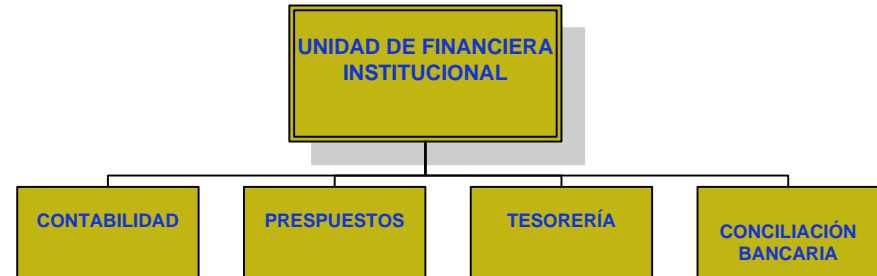 UNIDAD DE FINANCIERA
INSTITUCIONAL
CONTABILIDAD
PRESPUESTOS
TESORERÍA
CONCILIACIÓN
BANCARIA